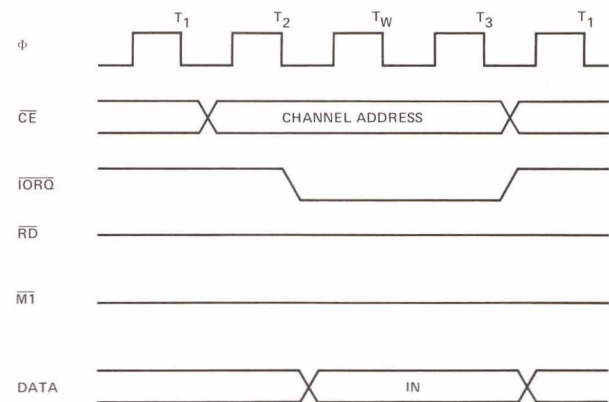 T1 T2 TW T3 T1
Φ
CE CHANNEL ADDRESS
IORQ
RD
M1
DATA IN